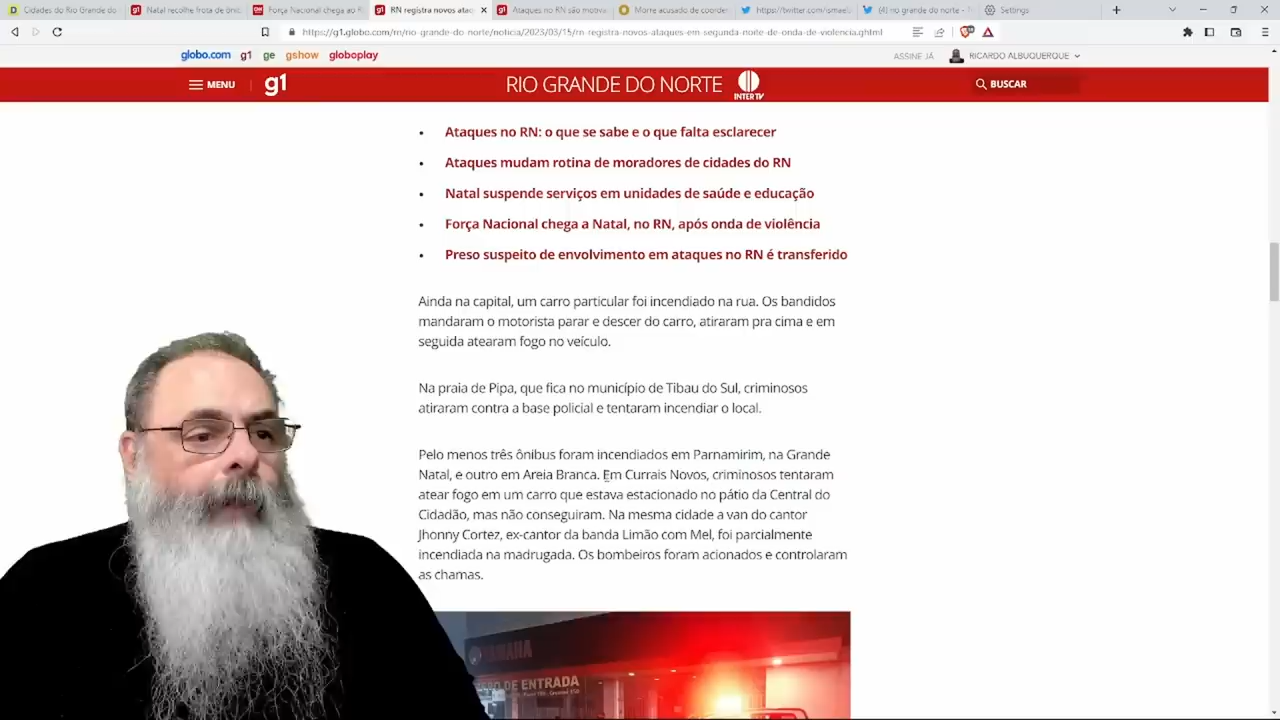 Cidades do Rio Grande do
Natal recolhe frota de ônib
Força Nacional chega ao R
RN registra novos ataq
Ataques no RN são motiva
Morre acusado de coorden
https://twitter.com/ismaelo
(4) no grande do norte -
Settings
https://g1.globo.com/rn/rio-grande-do-norte/noticia/2023/03/15/rn-registra-novos-ataques-em-segunda-noite-de-onda-de-violencia.ghtml
globo.com g1 ge gshow globoplay
ASSINE JÁ
RICARDO ALBUQUERQUE
MENU g1 RIO GRANDE DO NORTE INTERTV BUSCAR
Ataques no RN: o que se sabe e o que falta esclarecer
Ataques mudam rotina de moradores de cidades do RN
Natal suspende serviços em unidades de saúde e educação
Força Nacional chega a Natal, no RN, após onda de violência
Preso suspeito de envolvimento em ataques no RN é transferido
Ainda na capital, um carro particular foi incendiado na rua. Os bandidos
mandaram o motorista parar e descer do carro, atiraram pra cima e em
seguida atearam fogo no veículo.
Na praia de Pipa, que fica no município de Tibau do Sul, criminosos
atiraram contra a base policial e tentaram incendiar o local.
Pelo menos três ônibus foram incendiados em Parnamirim, na Grande
Natal, e outro em Areia Branca. Em Currais Novos, criminosos tentaram
atear fogo em um carro que estava estacionado no pátio da Central do
Cidadão, mas não conseguiram. Na mesma cidade a van do cantor
Jhonny Cortez, ex-cantor da banda Limão com Mel, foi parcialmente
incendiada na madrugada. Os bombeiros foram acionados e controlaram
as chamas.
YAMAHA
DE ENTRADA